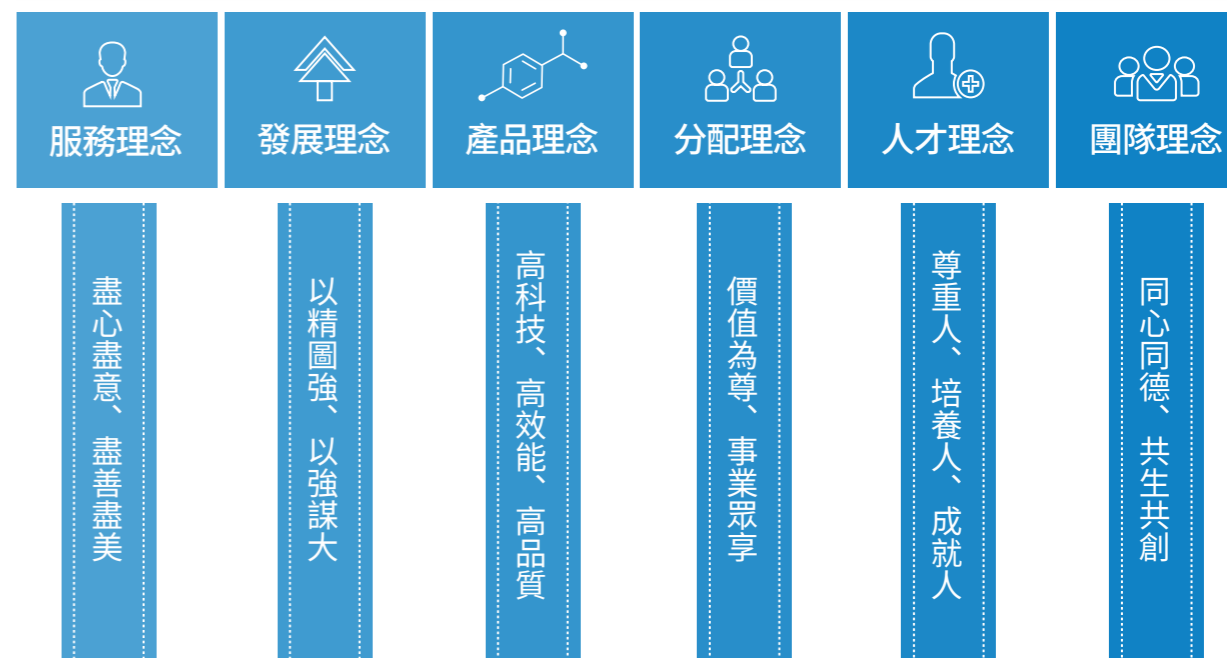 服務理念
發展理念
產品理念
分配理念
人才理念
團隊理念
盡心盡意、盡善盡美
以精圖強、以強謀大
高科技、高效能、高品質
價值為尊、事業眾享
尊重人、培養人、成就人
同心同德、共生共創